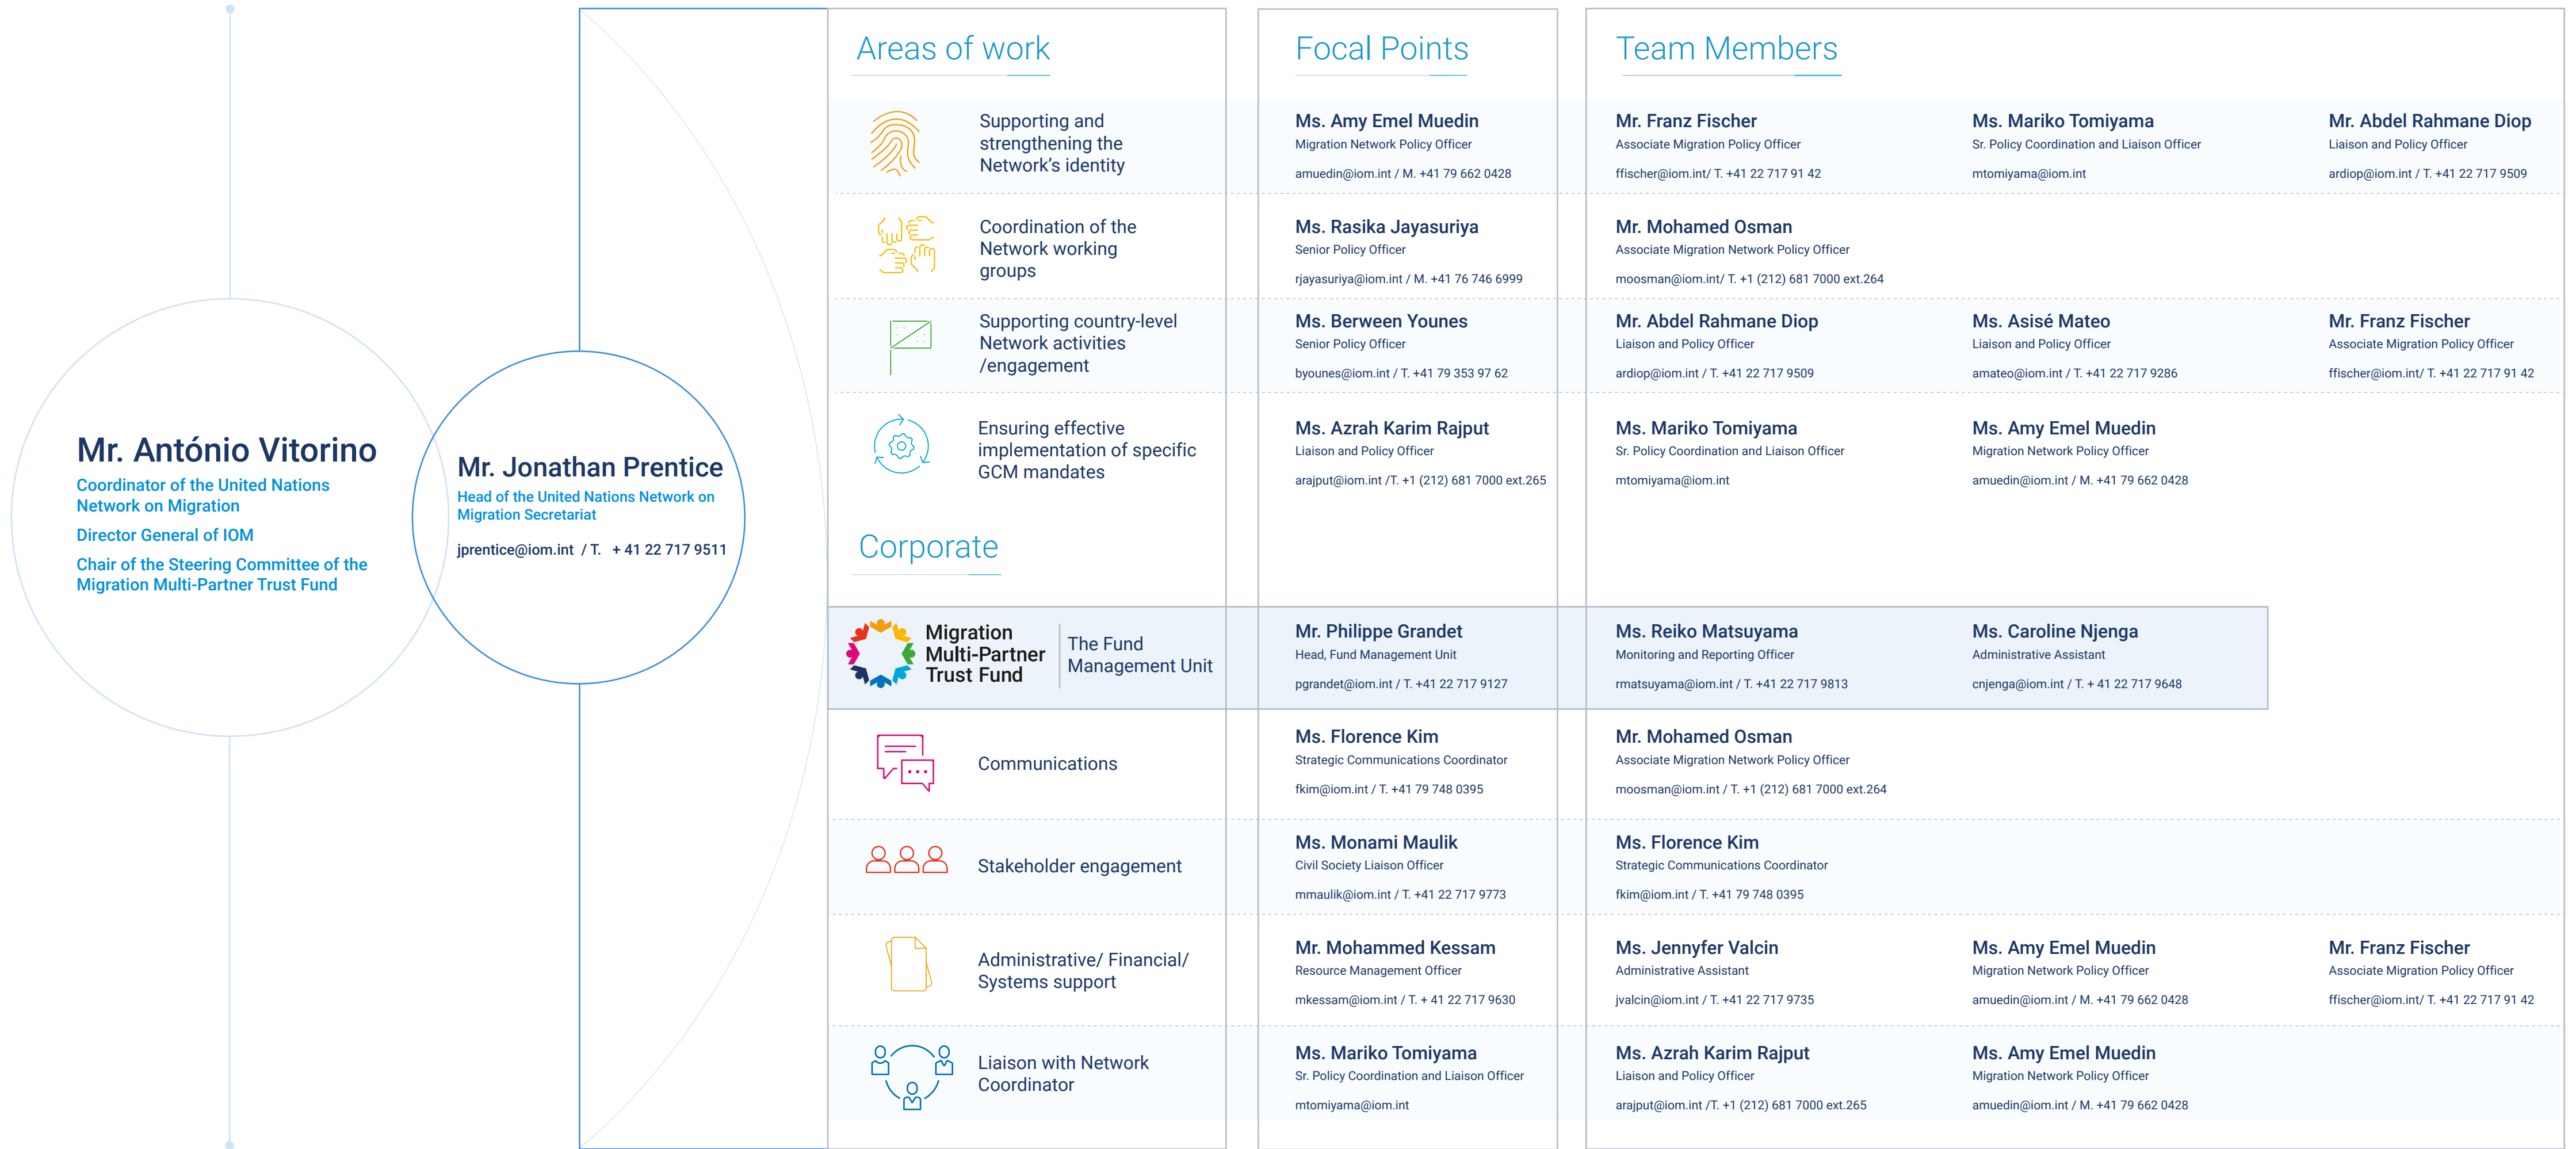 Mr. António Vitorino
Coordinator of the United Nations
Network on Migration
Director General of IOM
Chair of the Steering Committee of the
Migration Multi-Partner Trust Fund
Mr. Jonathan Prentice
Head of the United Nations Network on
Migration Secretariat
jprentice@iom.int / T. + 41 22 717 9511
Areas of work
Focal Points
Team Members
Supporting and
strengthening the
Network’s identity
Ms. Amy Emel Muedin
Migration Network Policy Officer
amuedin@iom.int / M. +41 79 662 0428
Mr. Franz Fischer
Associate Migration Policy Officer
ffischer@iom.int/ T. +41 22 717 91 42
Ms. Mariko Tomiyama
Sr. Policy Coordination and Liaison Officer
mtomiyama@iom.int
Mr. Abdel Rahmane Diop
Liaison and Policy Officer
ardiop@iom.int / T. +41 22 717 9509
Coordination of the
Network working
groups
Ms. Rasika Jayasuriya
Senior Policy Officer
rjayasuriya@iom.int / M. +41 76 746 6999
Mr. Mohamed Osman
Associate Migration Network Policy Officer
moosman@iom.int/ T. +1 (212) 681 7000 ext.264
Supporting country-level
Network activities
/engagement
Ms. Berween Younes
Senior Policy Officer
byounes@iom.int / T. +41 79 353 97 62
Mr. Abdel Rahmane Diop
Liaison and Policy Officer
ardiop@iom.int / T. +41 22 717 9509
Ms. Asisé Mateo
Liaison and Policy Officer
amateo@iom.int / T. +41 22 717 9286
Mr. Franz Fischer
Associate Migration Policy Officer
ffischer@iom.int/ T. +41 22 717 91 42
Ensuring effective
implementation of specific
GCM mandates
Ms. Azrah Karim Rajput
Liaison and Policy Officer
arajput@iom.int /T. +1 (212) 681 7000 ext.265
Ms. Mariko Tomiyama
Sr. Policy Coordination and Liaison Officer
mtomiyama@iom.int
Ms. Amy Emel Muedin
Migration Network Policy Officer
amuedin@iom.int / M. +41 79 662 0428
Corporate
Migration
Multi-Partner
Trust Fund
The Fund
Management Unit
Mr. Philippe Grandet
Head, Fund Management Unit
pgrandet@iom.int / T. +41 22 717 9127
Ms. Reiko Matsuyama
Monitoring and Reporting Officer
rmatsuyama@iom.int / T. +41 22 717 9813
Ms. Caroline Njenga
Administrative Assistant
cnjenga@iom.int / T. + 41 22 717 9648
Communications
Ms. Florence Kim
Strategic Communications Coordinator
fkim@iom.int / T. +41 79 748 0395
Mr. Mohamed Osman
Associate Migration Network Policy Officer
moosman@iom.int / T. +1 (212) 681 7000 ext.264
Stakeholder engagement
Ms. Monami Maulik
Civil Society Liaison Officer
mmaulik@iom.int / T. +41 22 717 9773
Ms. Florence Kim
Strategic Communications Coordinator
fkim@iom.int / T. +41 79 748 0395
Administrative/ Financial/
Systems support
Mr. Mohammed Kessam
Resource Management Officer
mkessam@iom.int / T. + 41 22 717 9630
Ms. Jennyfer Valcin
Administrative Assistant
jvalcin@iom.int / T. +41 22 717 9735
Ms. Amy Emel Muedin
Migration Network Policy Officer
amuedin@iom.int / M. +41 79 662 0428
Mr. Franz Fischer
Associate Migration Policy Officer
ffischer@iom.int/ T. +41 22 717 91 42
Liaison with Network
Coordinator
Ms. Mariko Tomiyama
Sr. Policy Coordination and Liaison Officer
mtomiyama@iom.int
Ms. Azrah Karim Rajput
Liaison and Policy Officer
arajput@iom.int /T. +1 (212) 681 7000 ext.265
Ms. Amy Emel Muedin
Migration Network Policy Officer
amuedin@iom.int / M. +41 79 662 0428